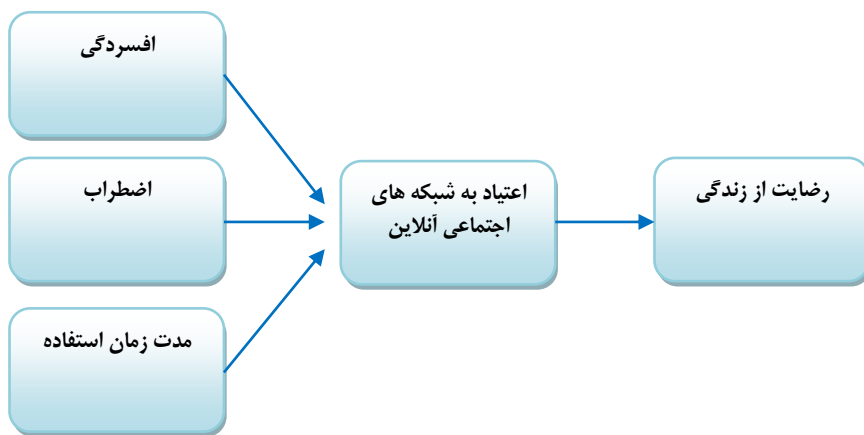 افسردگی
اضطراب
مدت زمان استفاده
اعتیاد به شبکه های
اجتماعی آنلاین
رضایت از زندگی